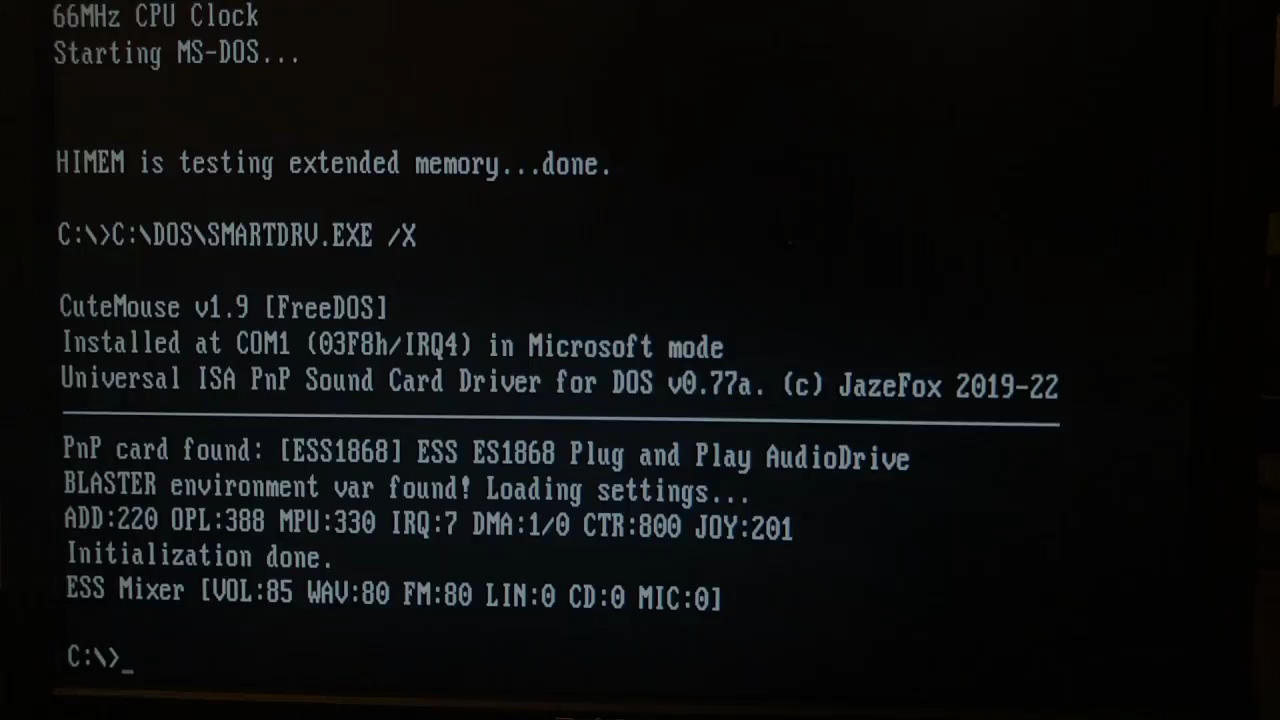 66MHz CPU Clock
Starting MS-DOS...
HIMEM is testing extended memory...done.
C:\>C:\DOS\SMARTDRV.EXE /X
CuteMouse v1.9 [FreeDOS]
Installed at COM1 (03F8h/IRQ4) in Microsoft mode
Universal ISA PnP Sound Card Driver for DOS v0.77a. (c) JazeFox 2019-22
PnP card found: [ESS1868] ESS ES1868 Plug and Play AudioDrive
BLASTER environment var found! Loading settings...
ADD:220 OPL:388 MPU:330 IRQ:7 DMA:1/0 CTR:800 JOY:201
Initialization done.
ESS Mixer [VOL:85 WAV:80 FM:80 LIN:0 CD:0 MIC:0]
C:\>_